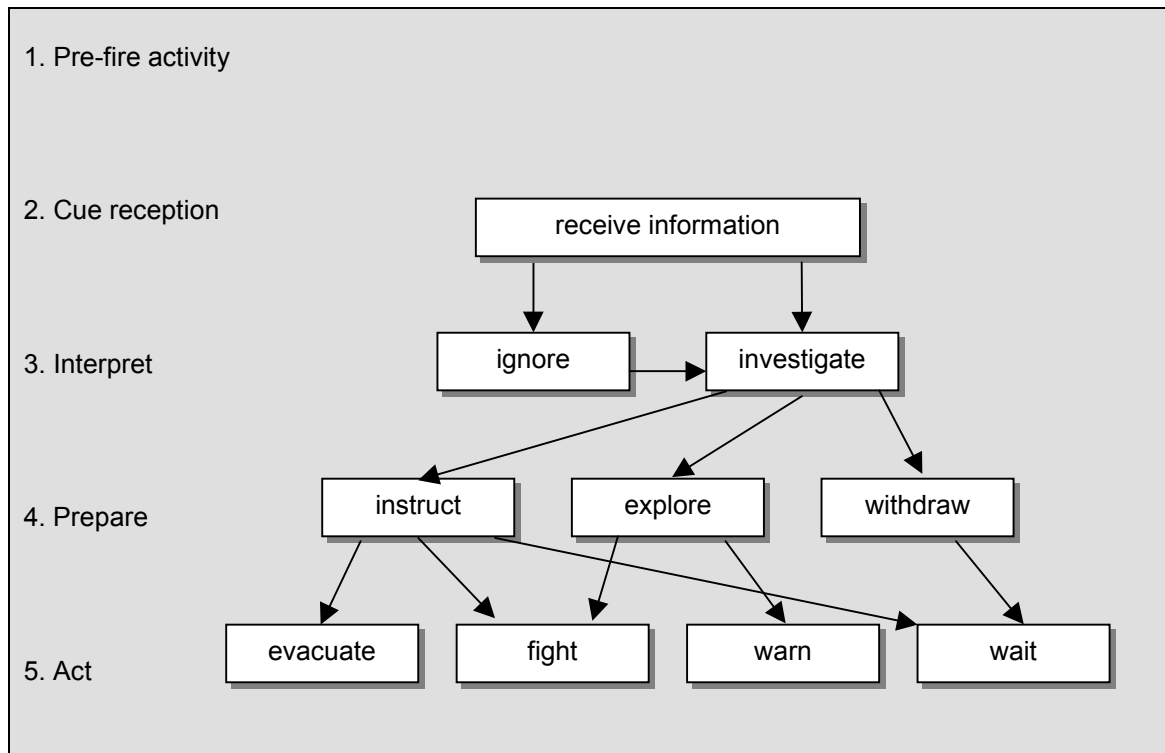 1. Pre-fire activity
2. Cue reception
receive information
3. Interpret
ignore
investigate
4. Prepare
instruct
explore
withdraw
5. Act
evacuate
fight
warn
wait